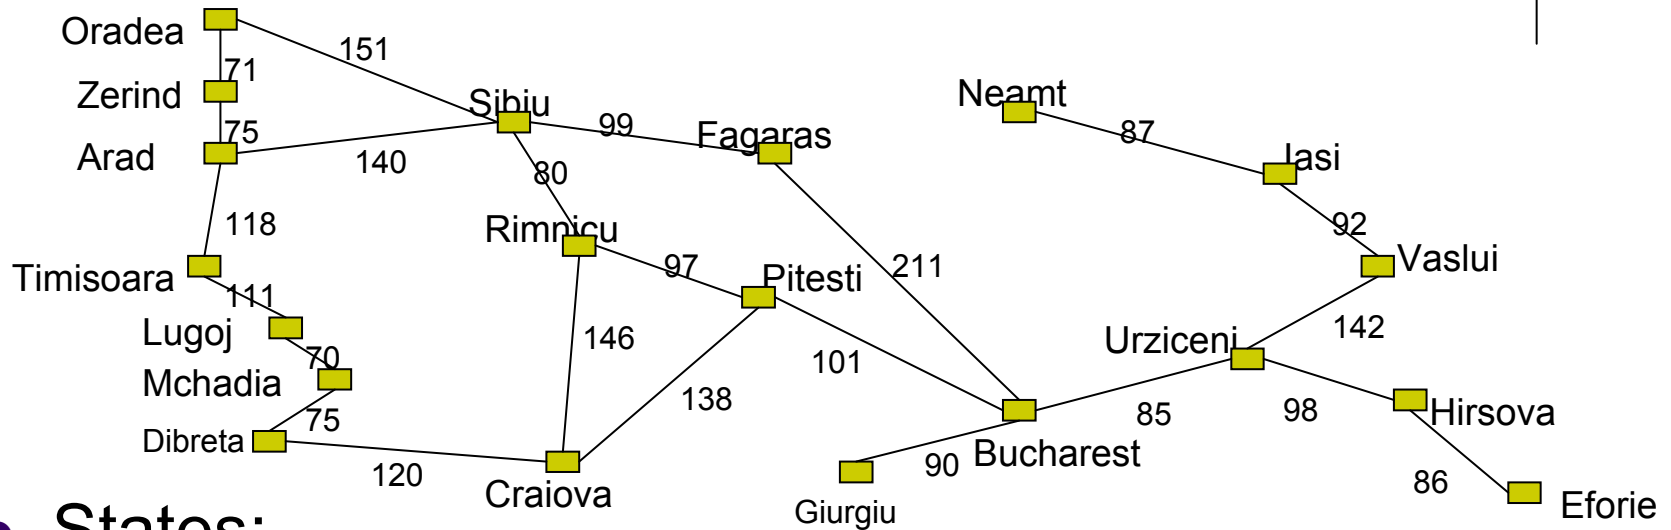 Oradea
151
71
Zerind
Sibiu
Neamt
75
99
Fagaras
87
Arad
140
Iasi
80
118
92
Rimnicu
Vaslui
Timisoara
97
Pitesti
211
111
Lugoj
146
Urziceni
142
70
101
Mchadia
138
75
85
98
Hirsova
Dibreta
120
90
Bucharest
86
Craiova
Giurgiu
Eforie
States: